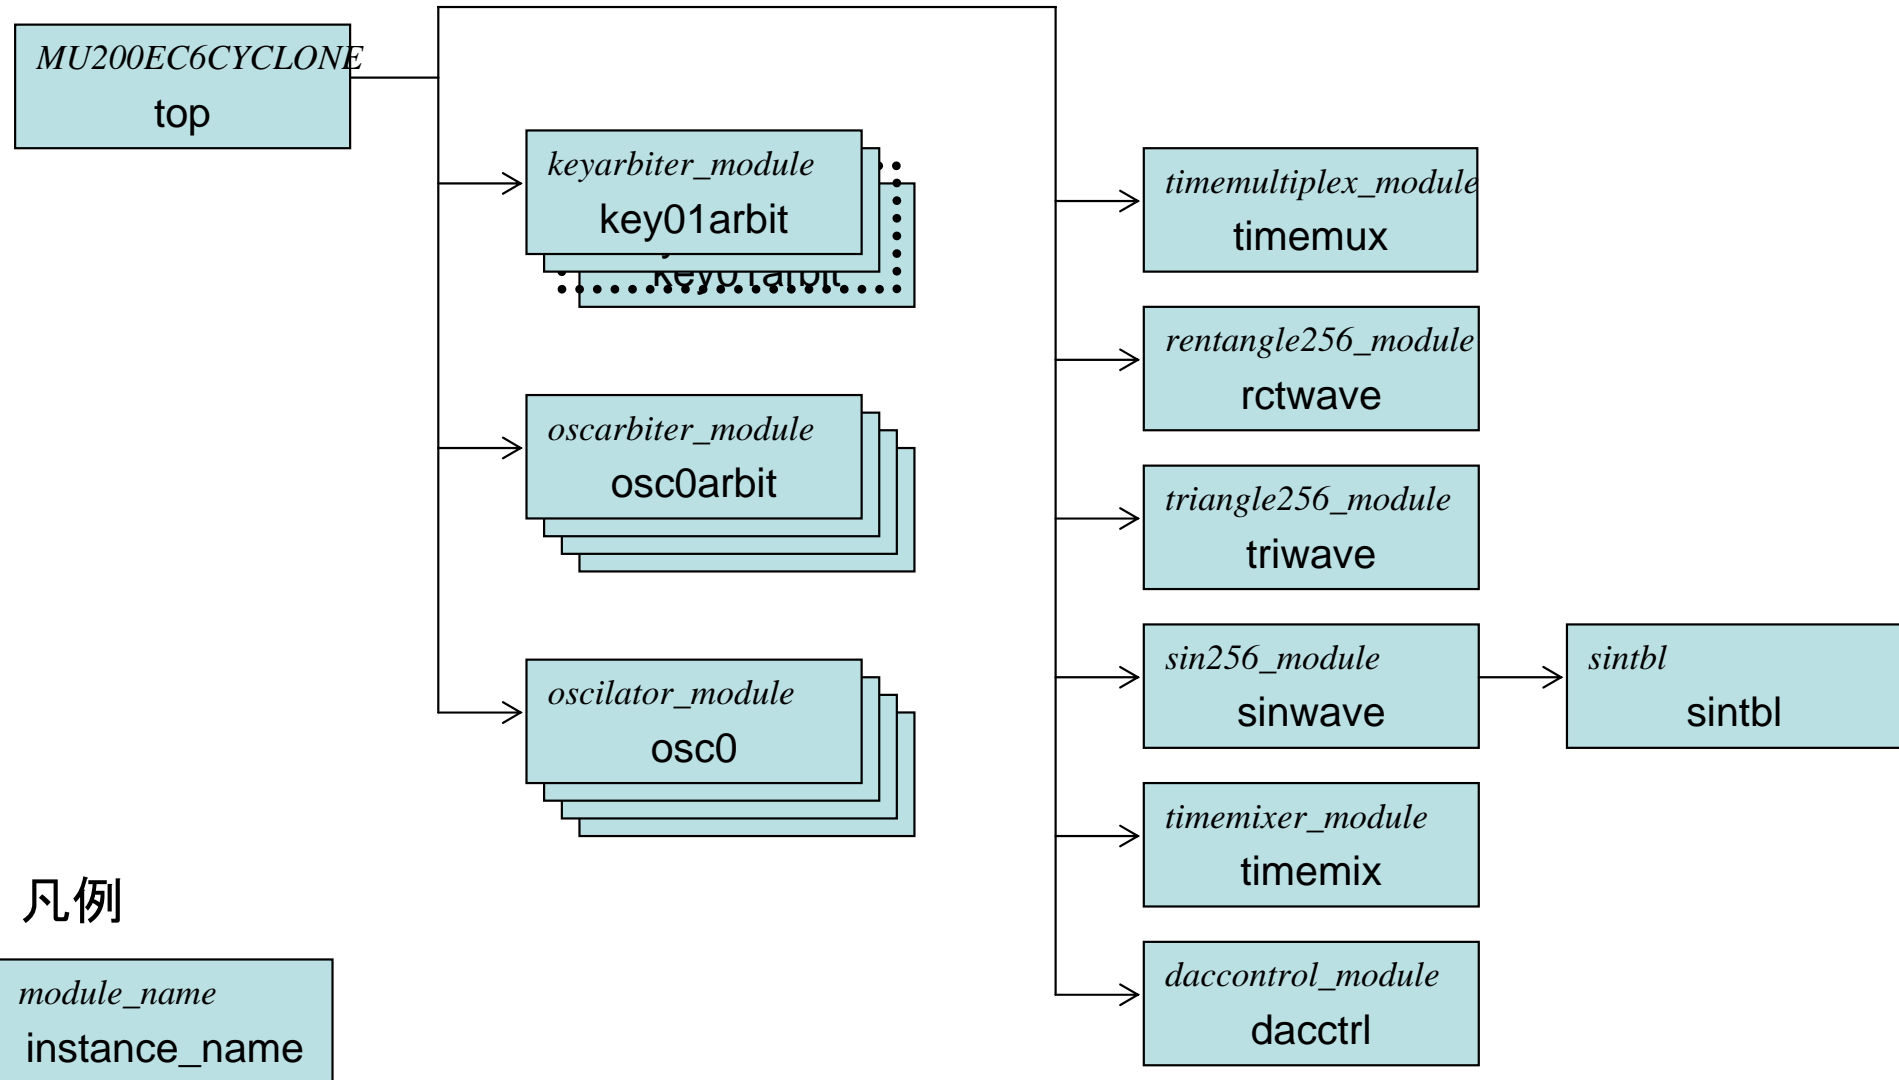 MU200EC6CYCLONE
top
keyarbiter_module
key01arbit
key01arbit
oscarbiter_module
osc0arbit
oscilator_module
osc0
timemultiplex_module
timemux
rentangle256_module
rctwave
triangle256_module
triwave
sin256_module
sinwave
sintbl
sintbl
timemixer_module
timemix
daccontrol_module
dacctrl
凡例
module_name
instance_name